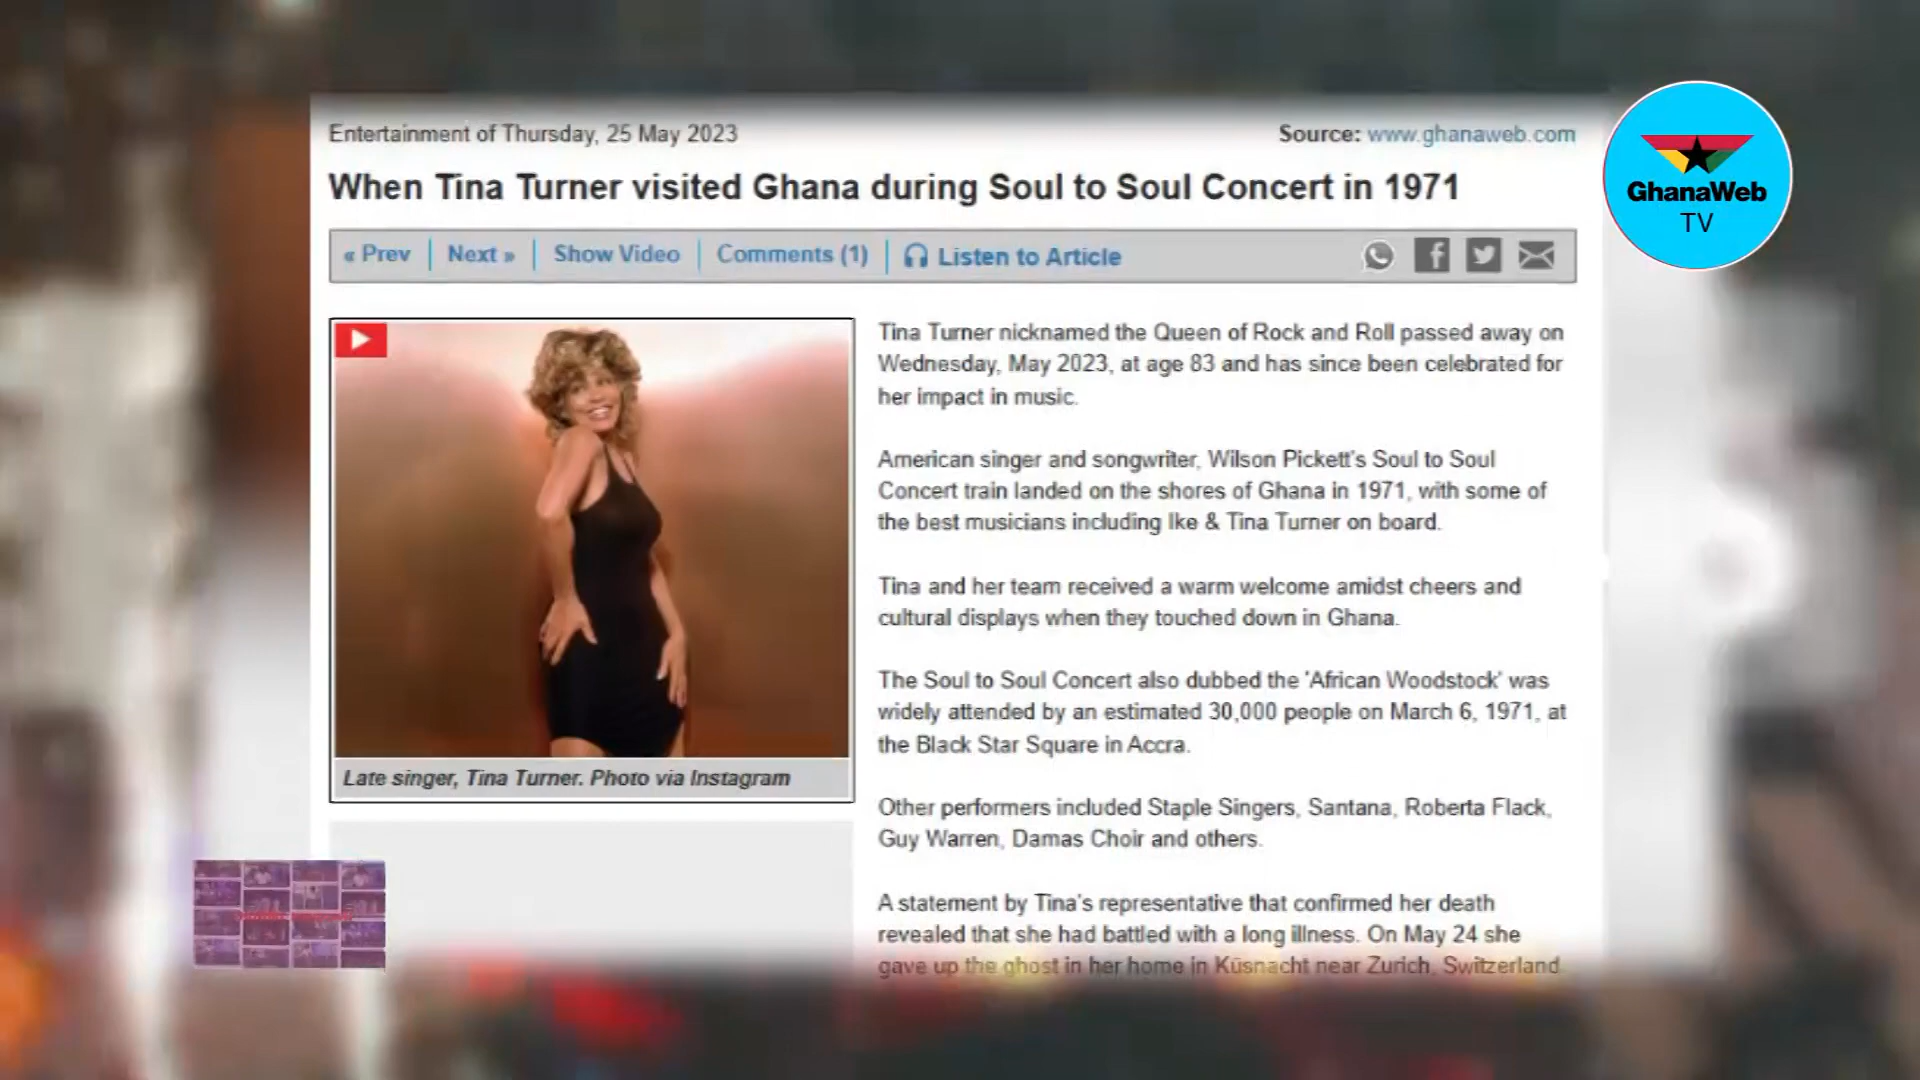 Entertainment of Thursday, 25 May 2023
Source: www.ghanaweb.com
When Tina Turner visited Ghana during Soul to Soul Concert in 1971
« Prev
Next »
Show Video
Comments (1)
Listen to Article
GhanaWeb
TV
Late singer, Tina Turner. Photo via Instagram
Tina Turner nicknamed the Queen of Rock and Roll passed away on
Wednesday, May 2023, at age 83 and has since been celebrated for
her impact in music.
American singer and songwriter, Wilson Pickett's Soul to Soul
Concert train landed on the shores of Ghana in 1971, with some of
the best musicians including Ike & Tina Turner on board.
Tina and her team received a warm welcome amidst cheers and
cultural displays when they touched down in Ghana.
The Soul to Soul Concert also dubbed the 'African Woodstock' was
widely attended by an estimated 30,000 people on March 6, 1971, at
the Black Star Square in Accra.
Other performers included Staple Singers, Santana, Roberta Flack,
Guy Warren, Damas Choir and others.
A statement by Tina's representative that confirmed her death
revealed that she had battled with a long illness. On May 24 she
gave up the ghost in her home in Küsnacht near Zurich, Switzerland